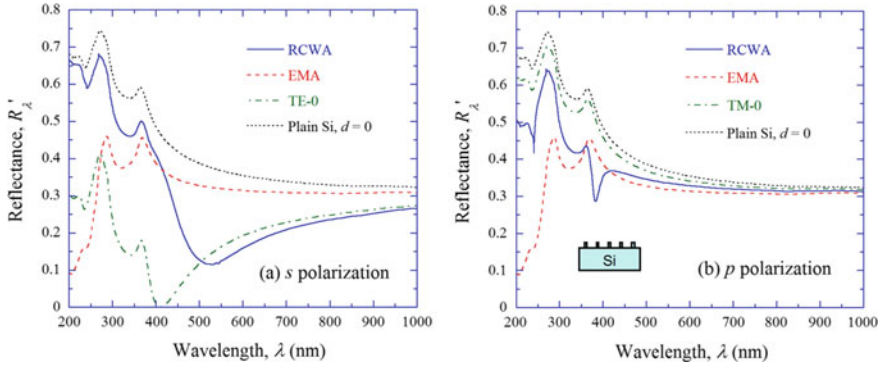 0.8
0.7
0.6
0.5
0.4
0.3
0.2
0.1
0
Reflectance, Rλ'
RCWA
EMA
TE-0
Plain Si, d = 0
(a) s polarization
200 300 400 500 600 700 800 900 1000
Wavelength, λ (nm)
0.8
0.7
0.6
0.5
0.4
0.3
0.2
0.1
0
Reflectance, Rλ'
RCWA
EMA
TM-0
Plain Si, d = 0
Si
(b) p polarization
200 300 400 500 600 700 800 900 1000
Wavelength, λ (nm)